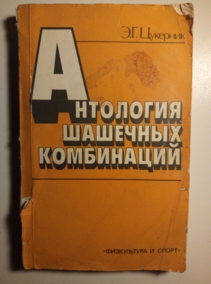 Э.Г. Цукерник
АНТОЛОГИЯ
ШАШЕЧНЫХ
КОМБИНАЦИЙ
«ФИЗКУЛЬТУРА И СПОРТ»